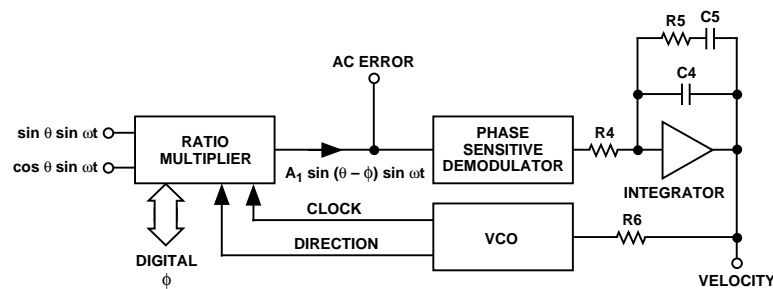 R5
C5
AC ERROR
C4
sin θ sin ωt
cos θ sin ωt
RATIO
MULTIPLIER
A1 sin (θ – ϕ) sin ωt
PHASE
SENSITIVE
DEMODULATOR
R4
INTEGRATOR
CLOCK
DIRECTION
VCO
R6
DIGITAL
ϕ
VELOCITY